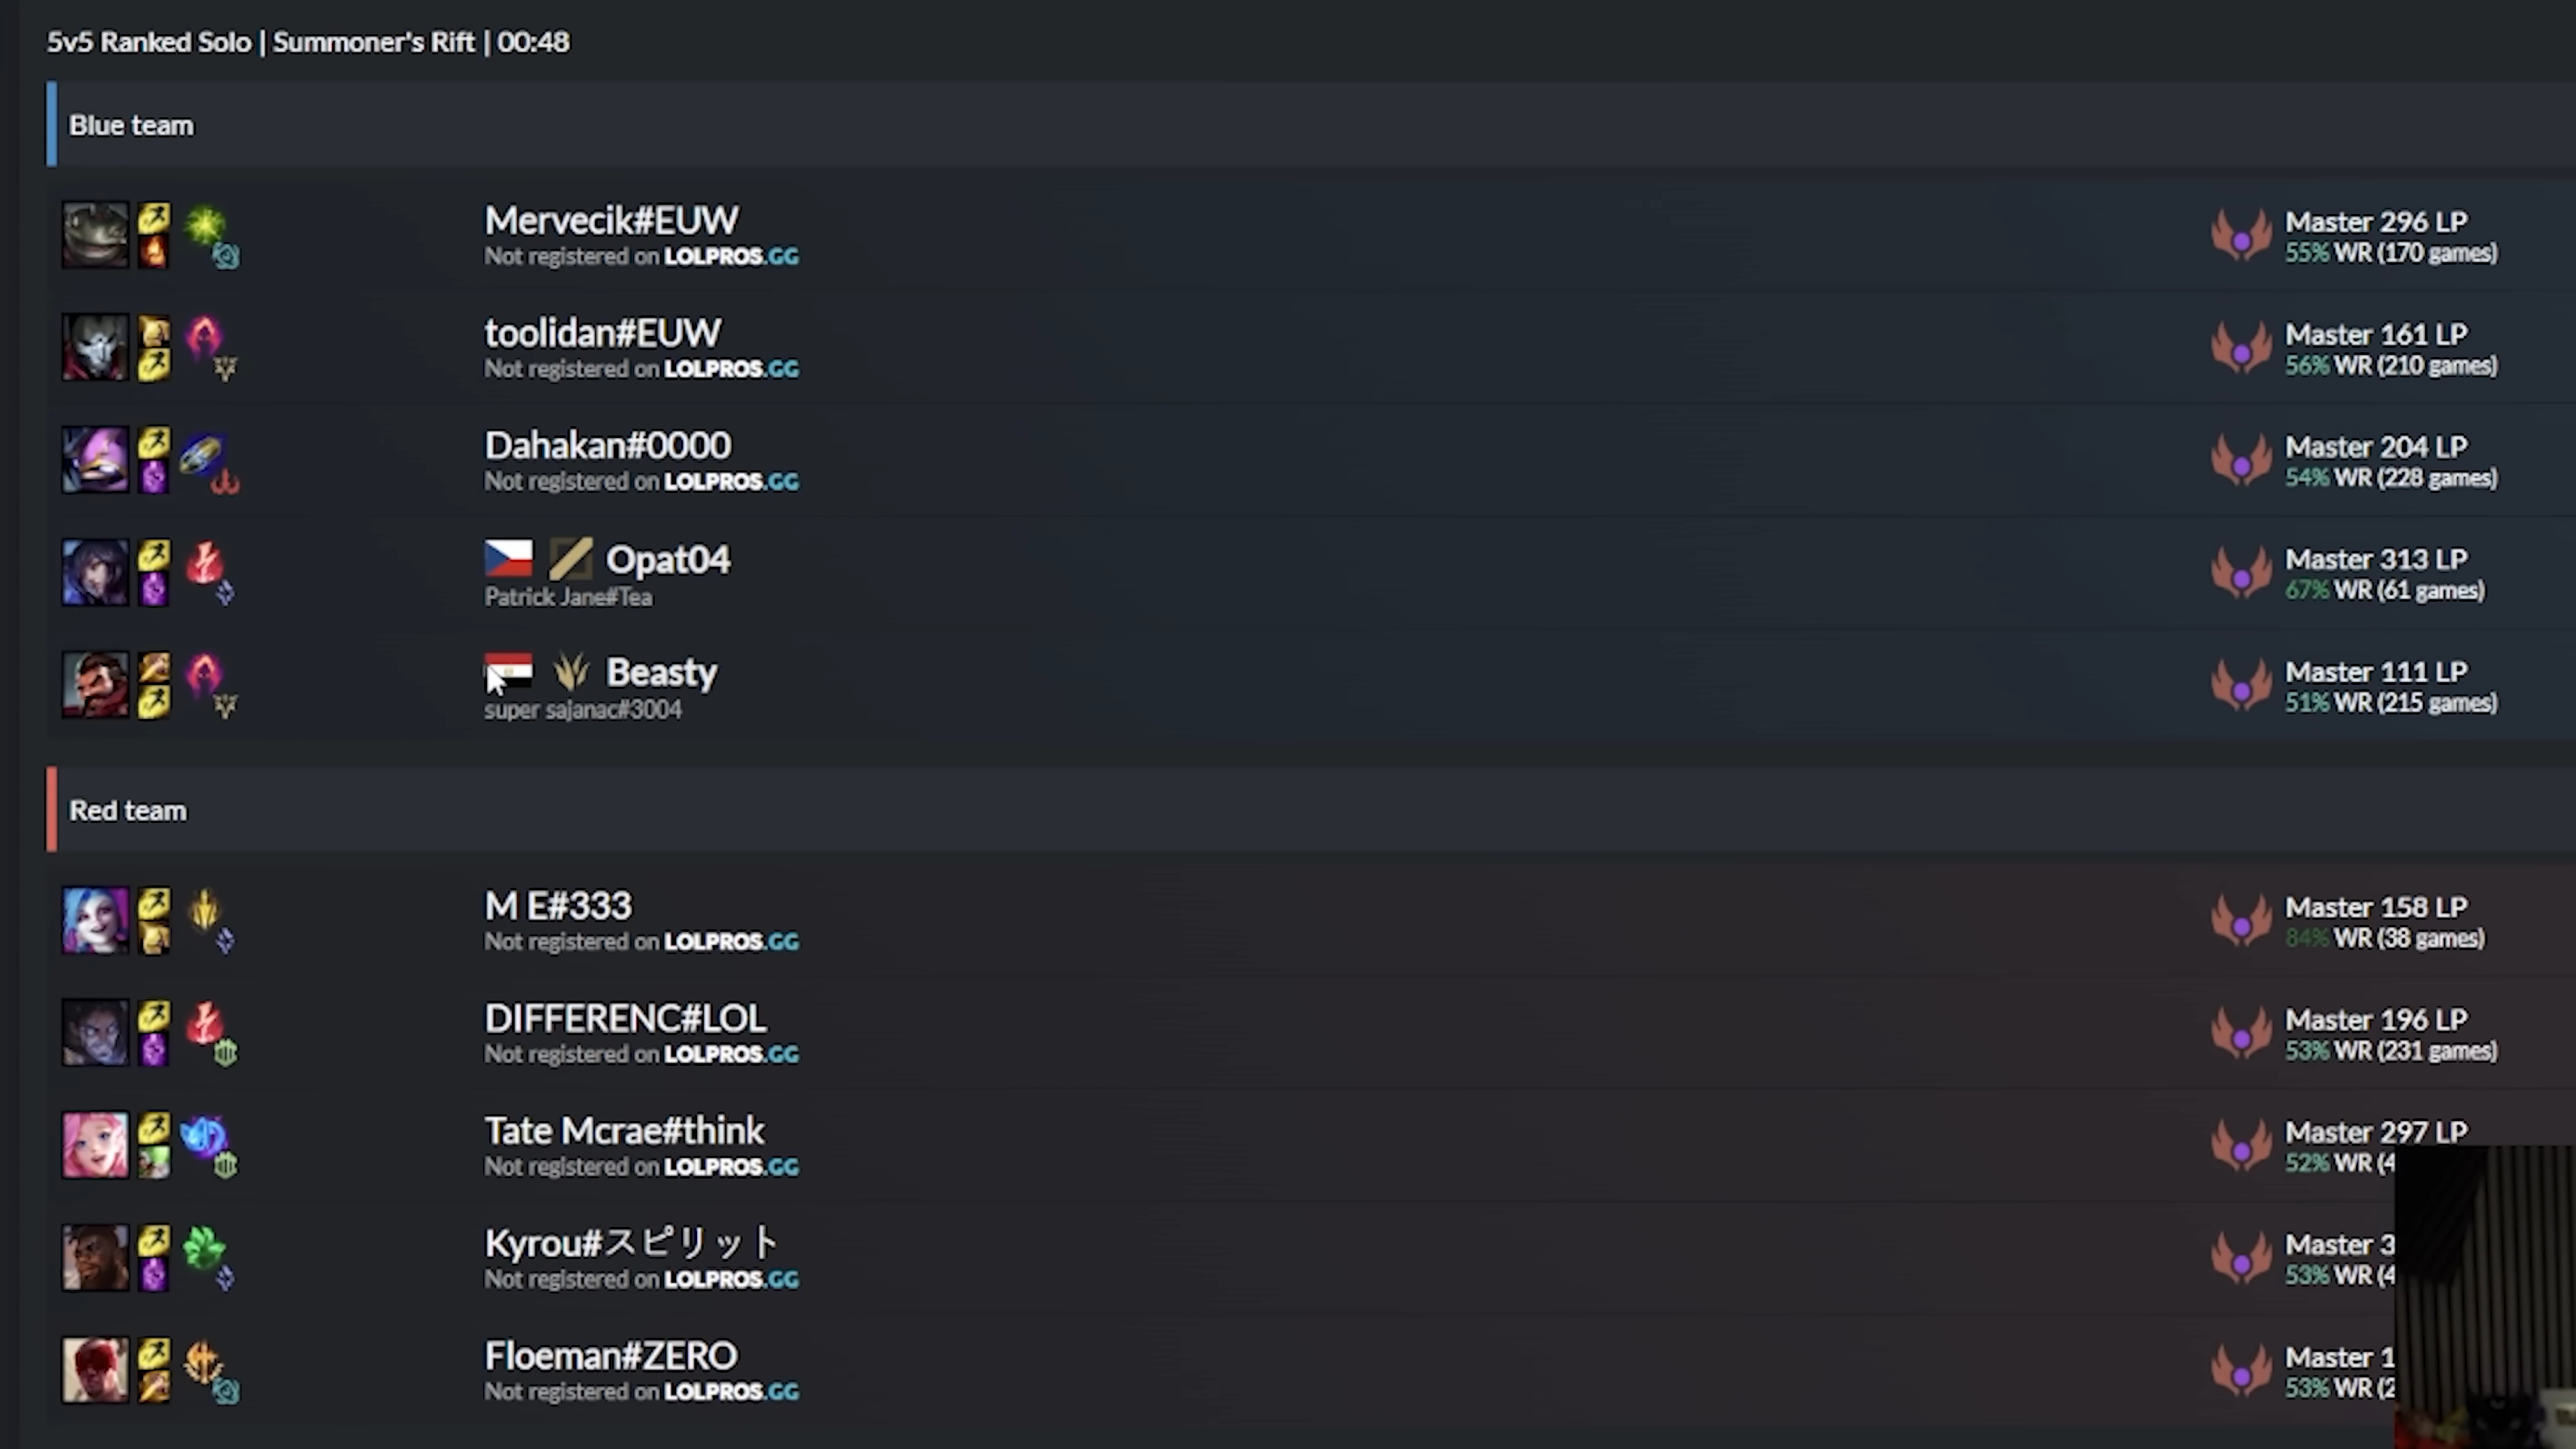 5v5 Ranked Solo | Summoner's Rift | 00:48
Blue team
Mervecik#EUW
Not registered on LOLPROS.GG
Master 296 LP
55% WR (170 games)
toolidan#EUW
Not registered on LOLPROS.GG
Master 161 LP
56% WR (210 games)
Dahakan#0000
Not registered on LOLPROS.GG
Master 204 LP
54% WR (228 games)
Opat04
Patrick Jane#Tea
Master 313 LP
67% WR (61 games)
Beasty
super sajanac#3004
Master 111 LP
51% WR (215 games)
Red team
M E#333
Not registered on LOLPROS.GG
Master 158 LP
84% WR (38 games)
DIFFERENC#LOL
Not registered on LOLPROS.GG
Master 196 LP
53% WR (231 games)
Tate Mcrae#think
Not registered on LOLPROS.GG
Master 297 LP
52% WR (4
Kyrou#スピリット
Not registered on LOLPROS.GG
Master 3
53% WR (4
Floeman#ZERO
Not registered on LOLPROS.GG
Master 1
53% WR (2